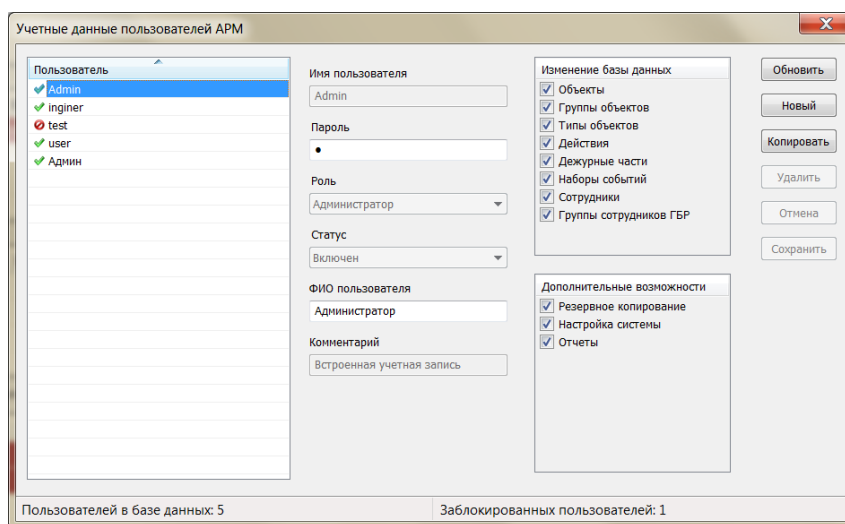 Учетные данные пользователей АРМ
Пользователь
Admin
inginer
test
user
Админ
Имя пользователя
Admin
Пароль
●
Роль
Администратор
Статус
Включен
ФИО пользователя
Администратор
Комментарий
Встроенная учетная запись
Изменение базы данных
Объекты
Группы объектов
Типы объектов
Действия
Дежурные части
Наборы событий
Сотрудники
Группы сотрудников ГБР
Дополнительные возможности
Резервное копирование
Настройка системы
Отчеты
Обновить
Новый
Копировать
Удалить
Отмена
Сохранить
Пользователей в базе данных: 5
Заблокированных пользователей: 1